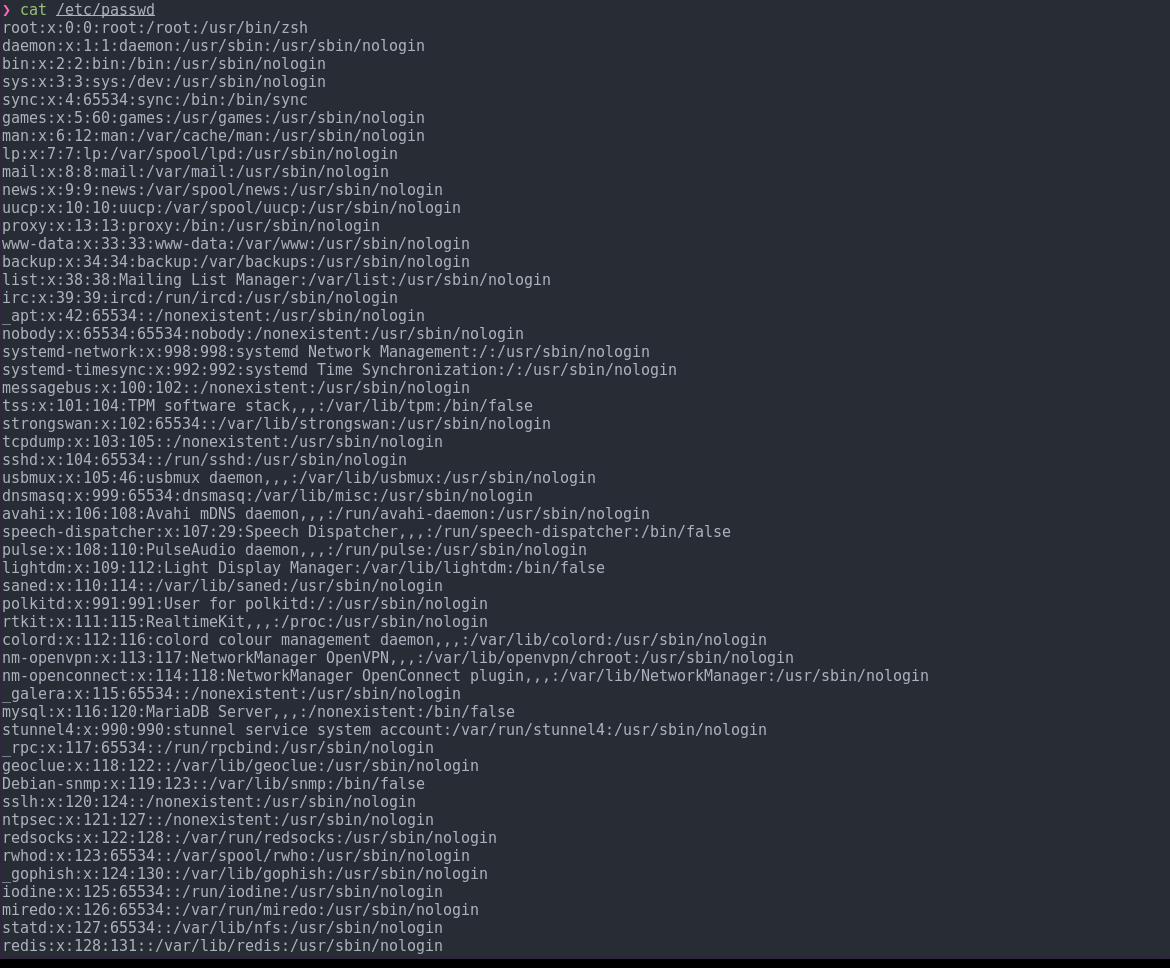 ❯ cat /etc/passwd
root:x:0:0:root:/root:/usr/bin/zsh
daemon:x:1:1:daemon:/usr/sbin:/usr/sbin/nologin
bin:x:2:2:bin:/bin:/usr/sbin/nologin
sys:x:3:3:sys:/dev:/usr/sbin/nologin
sync:x:4:65534:sync:/bin:/bin/sync
games:x:5:60:games:/usr/games:/usr/sbin/nologin
man:x:6:12:man:/var/cache/man:/usr/sbin/nologin
lp:x:7:7:lp:/var/spool/lpd:/usr/sbin/nologin
mail:x:8:8:mail:/var/mail:/usr/sbin/nologin
news:x:9:9:news:/var/spool/news:/usr/sbin/nologin
uucp:x:10:10:uucp:/var/spool/uucp:/usr/sbin/nologin
proxy:x:13:13:proxy:/bin:/usr/sbin/nologin
www-data:x:33:33:www-data:/var/www:/usr/sbin/nologin
backup:x:34:34:backup:/var/backups:/usr/sbin/nologin
list:x:38:38:Mailing List Manager:/var/list:/usr/sbin/nologin
irc:x:39:39:ircd:/run/ircd:/usr/sbin/nologin
_apt:x:42:65534::/nonexistent:/usr/sbin/nologin
nobody:x:65534:65534:nobody:/nonexistent:/usr/sbin/nologin
systemd-network:x:998:998:systemd Network Management:/:/usr/sbin/nologin
systemd-timesync:x:992:992:systemd Time Synchronization:/:/usr/sbin/nologin
messagebus:x:100:102::/nonexistent:/usr/sbin/nologin
tss:x:101:104:TPM software stack,,,:/var/lib/tpm:/bin/false
strongswan:x:102:65534::/var/lib/strongswan:/usr/sbin/nologin
tcpdump:x:103:105::/nonexistent:/usr/sbin/nologin
sshd:x:104:65534::/run/sshd:/usr/sbin/nologin
usbmux:x:105:46:usbmux daemon,,,:/var/lib/usbmux:/usr/sbin/nologin
dnsmasq:x:999:65534:dnsmasq:/var/lib/misc:/usr/sbin/nologin
avahi:x:106:108:Avahi mDNS daemon,,,:/run/avahi-daemon:/usr/sbin/nologin
speech-dispatcher:x:107:29:Speech Dispatcher,,,:/run/speech-dispatcher:/bin/false
pulse:x:108:110:PulseAudio daemon,,,:/run/pulse:/usr/sbin/nologin
lightdm:x:109:112:Light Display Manager:/var/lib/lightdm:/bin/false
saned:x:110:114::/var/lib/saned:/usr/sbin/nologin
polkitd:x:991:991:User for polkitd:/:/usr/sbin/nologin
rtkit:x:111:115:RealtimeKit,,,:/proc:/usr/sbin/nologin
colord:x:112:116:colord colour management daemon,,,:/var/lib/colord:/usr/sbin/nologin
nm-openvpn:x:113:117:NetworkManager OpenVPN,,,:/var/lib/openvpn/chroot:/usr/sbin/nologin
nm-openconnect:x:114:118:NetworkManager OpenConnect plugin,,,:/var/lib/NetworkManager:/usr/sbin/nologin
_galera:x:115:65534::/nonexistent:/usr/sbin/nologin
mysql:x:116:120:MariaDB Server,,,:/nonexistent:/bin/false
stunnel4:x:990:990:stunnel service system account:/var/run/stunnel4:/usr/sbin/nologin
_rpc:x:117:65534::/run/rpcbind:/usr/sbin/nologin
geoclue:x:118:122::/var/lib/geoclue:/usr/sbin/nologin
Debian-snmp:x:119:123::/var/lib/snmp:/bin/false
sslh:x:120:124::/nonexistent:/usr/sbin/nologin
ntpsec:x:121:127::/nonexistent:/usr/sbin/nologin
redsocks:x:122:128::/var/run/redsocks:/usr/sbin/nologin
rwhod:x:123:65534::/var/spool/rwho:/usr/sbin/nologin
_gophish:x:124:130::/var/lib/gophish:/usr/sbin/nologin
iodine:x:125:65534::/run/iodine:/usr/sbin/nologin
miredo:x:126:65534::/var/run/miredo:/usr/sbin/nologin
statd:x:127:65534::/var/lib/nfs:/usr/sbin/nologin
redis:x:128:131::/var/lib/redis:/usr/sbin/nologin